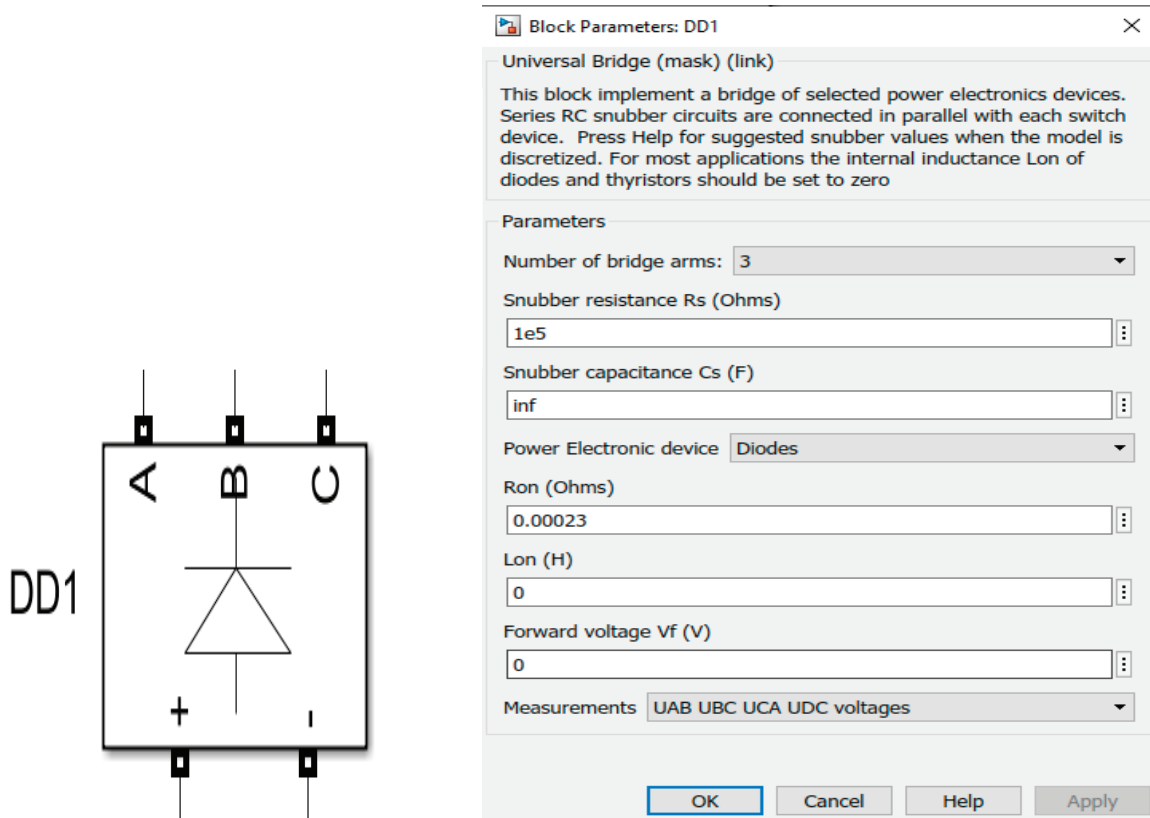 A
B
C
DD1
+
-
Block Parameters: DD1
Universal Bridge (mask) (link)
This block implement a bridge of selected power electronics devices.
Series RC snubber circuits are connected in parallel with each switch
device.  Press Help for suggested snubber values when the model is
discretized. For most applications the internal inductance Lon of
diodes and thyristors should be set to zero
Parameters
Number of bridge arms: 3
Snubber resistance Rs (Ohms)
1e5
Snubber capacitance Cs (F)
inf
Power Electronic device Diodes
Ron (Ohms)
0.00023
Lon (H)
0
Forward voltage Vf (V)
0
Measurements UAB UBC UCA UDC voltages
OK Cancel Help Apply